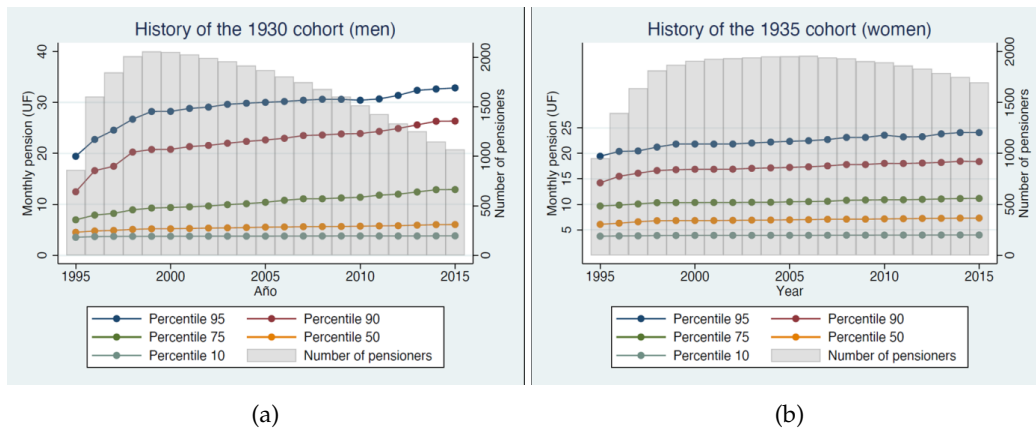 History of the 1930 cohort (men)
Monthly pension (UF)
40
30
20
10
0
2000
1500
1000
500
0
Number of pensioners
1995 2000 2005 2010 2015
Año
Percentile 95 Percentile 90
Percentile 75 Percentile 50
Percentile 10 Number of pensioners
(a)
History of the 1935 cohort (women)
Monthly pension (UF)
25
20
15
10
5
2000
1500
1000
500
0
Number of pensioners
1995 2000 2005 2010 2015
Year
Percentile 95 Percentile 90
Percentile 75 Percentile 50
Percentile 10 Number of pensioners
(b)